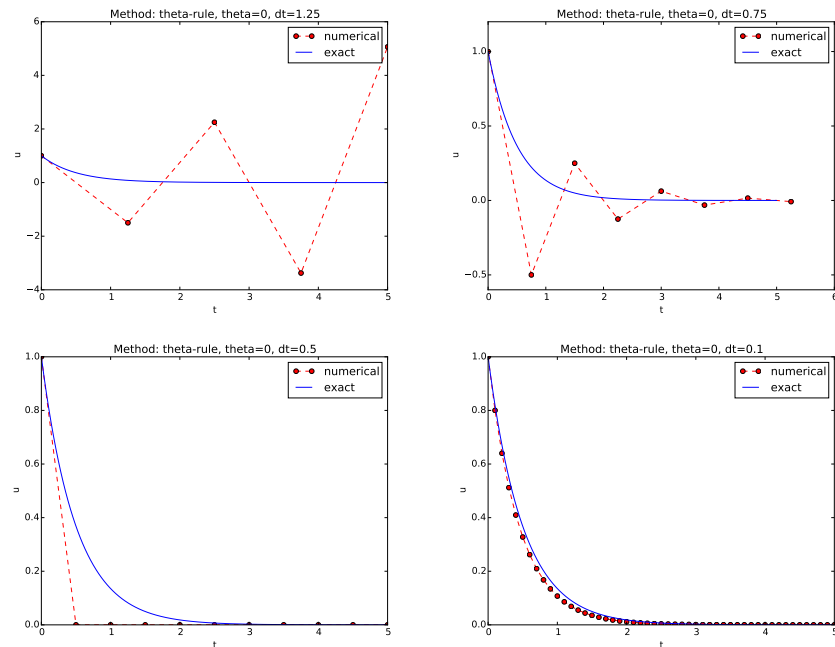 Method: theta-rule, theta=0, dt=1.25
6
4
2
0
−2
−4
u
0 1 2 3 4 5
t
numerical
exact
Method: theta-rule, theta=0, dt=0.75
1.0
0.5
0.0
−0.5
u
0 1 2 3 4 5 6
t
numerical
exact
Method: theta-rule, theta=0, dt=0.5
1.0
0.8
0.6
0.4
0.2
0.0
u
0 1 2 3 4 5
t
numerical
exact
Method: theta-rule, theta=0, dt=0.1
1.0
0.8
0.6
0.4
0.2
0.0
u
0 1 2 3 4 5
t
numerical
exact